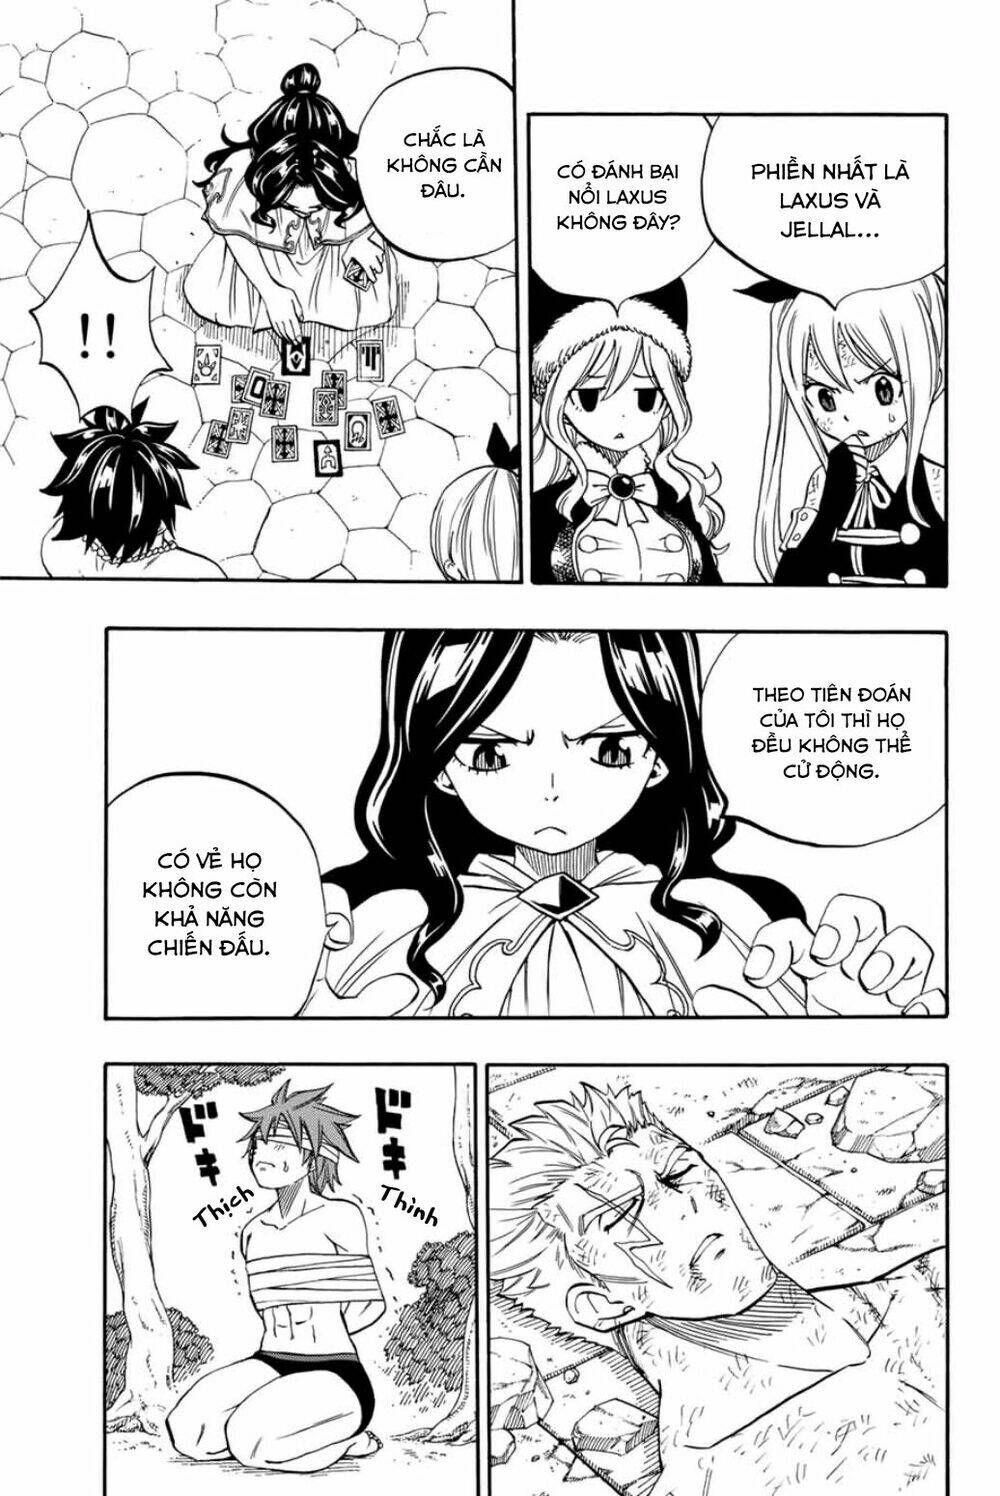 PHIỀN NHẤT LÀ
LAXUS VÀ
JELLAL...
CÓ ĐÁNH BẠI
NỔI LAXUS
KHÔNG ĐÂY?
CHẮC LÀ
KHÔNG CẦN
ĐÂU.
!!
THEO TIÊN ĐOÁN
CỦA TÔI THÌ HỌ
ĐỀU KHÔNG THỂ
CỬ ĐỘNG.
CÓ VẺ HỌ
KHÔNG CÒN
KHẢ NĂNG
CHIẾN ĐẤU.
ドキ
Thình
ドキ
Thịch